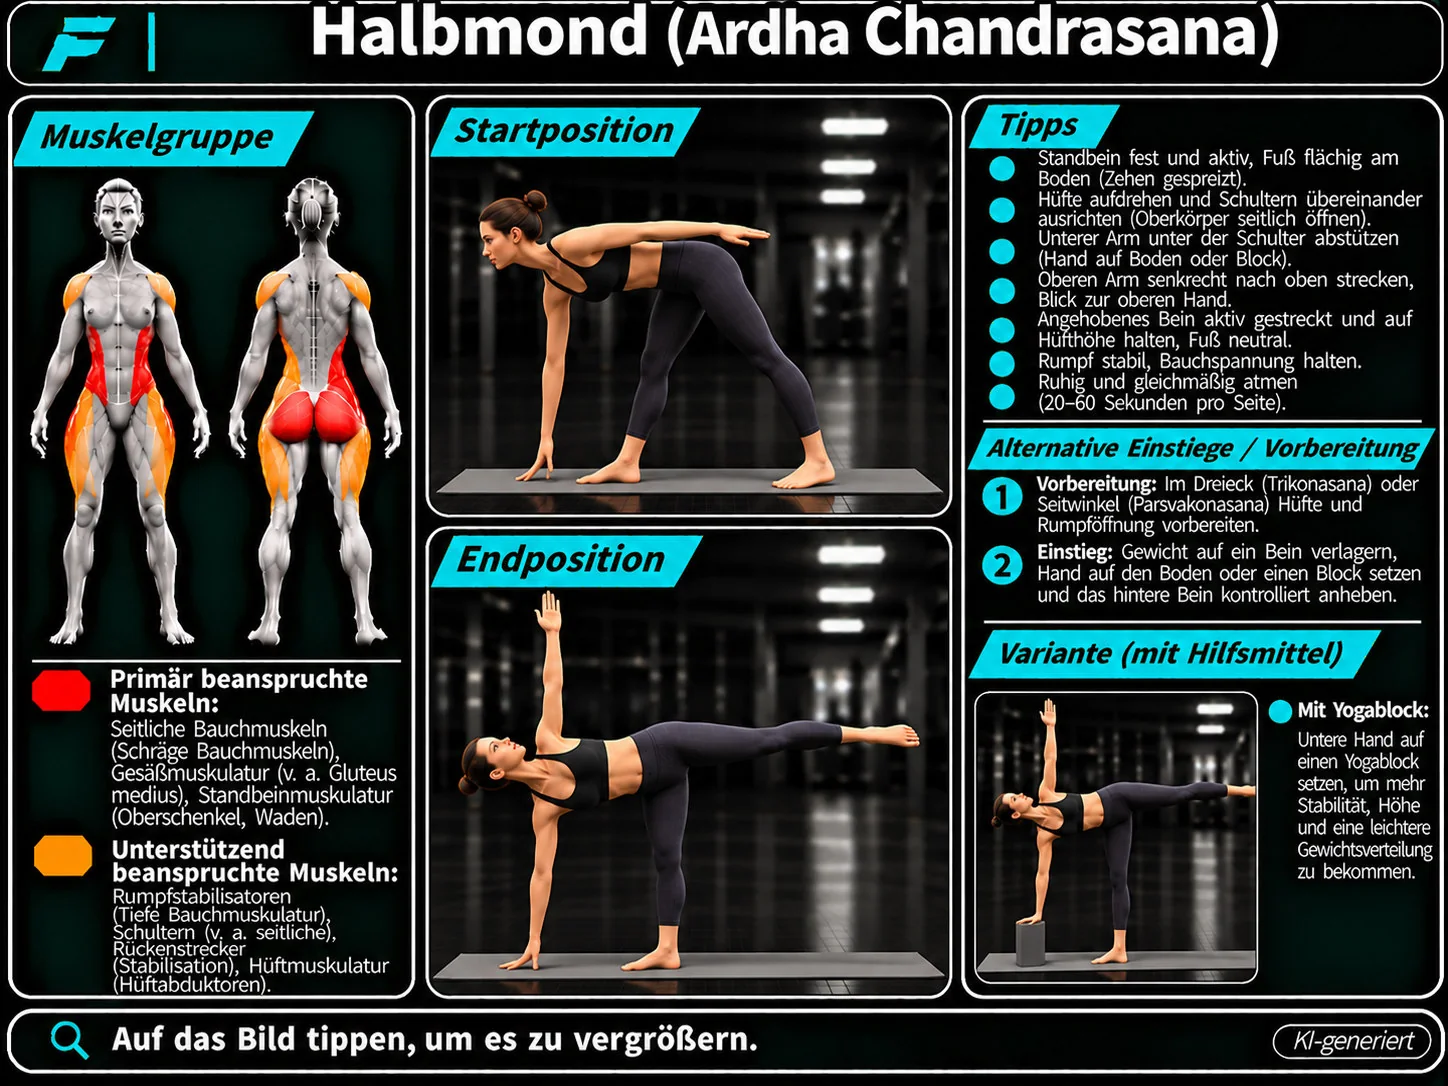 F
Halbmond (Ardha Chandrasana)
Muskelgruppe
Primär beanspruchte
Muskeln:
Seitliche Bauchmuskeln
(Schräge Bauchmuskeln),
Gesäßmuskulatur (v. a. Gluteus
medius), Standbeinmuskulatur
(Oberschenkel, Waden).
Unterstützend
beanspruchte Muskeln:
Rumpfstabilisatoren
(Tiefe Bauchmuskulatur),
Schultern (v. a. seitliche),
Rückenstrecker
(Stabilisation), Hüftmuskulatur
(Hüftabduktoren).
Startposition
Endposition
Tipps
Standbein fest und aktiv, Fuß flächig am
Boden (Zehen gespreizt).
Hüfte aufdrehen und Schultern übereinander
ausrichten (Oberkörper seitlich öffnen).
Unterer Arm unter der Schulter abstützen
(Hand auf Boden oder Block).
Oberen Arm senkrecht nach oben strecken,
Blick zur oberen Hand.
Angehobenes Bein aktiv gestreckt und auf
Hüfthöhe halten, Fuß neutral.
Rumpf stabil, Bauchspannung halten.
Ruhig und gleichmäßig atmen
(20–60 Sekunden pro Seite).
Alternative Einstiege / Vorbereitung
1 Vorbereitung: Im Dreieck (Trikonasana) oder
Seitwinkel (Parsvakonasana) Hüfte und
Rumpföffnung vorbereiten.
2 Einstieg: Gewicht auf ein Bein verlagern,
Hand auf den Boden oder einen Block setzen
und das hintere Bein kontrolliert anheben.
Variante (mit Hilfsmittel)
Mit Yogablock:
Untere Hand auf
einen Yogablock
setzen, um mehr
Stabilität, Höhe
und eine leichtere
Gewichtsverteilung
zu bekommen.
Auf das Bild tippen, um es zu vergrößern.
KI-generiert